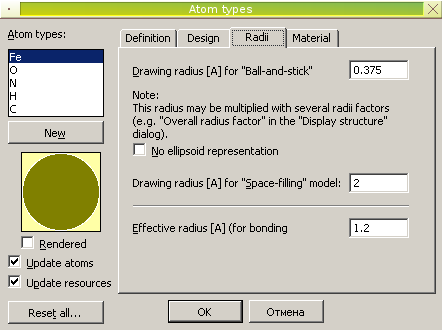 Atom types
Atom types:
Fe
O
N
H
C
New
Rendered
Update atoms
Update resources
Reset all...
Definition Design Radii Material
Drawing radius [A] for "Ball-and-stick" 0.375
Note:
This radius may be multiplied with several radii factors
(e.g. "Overall radius factor" in the "Display structure"
dialog).
No ellipsoid representation
Drawing radius [A] for "Space-filling" model: 2
Effective radius [A] (for bonding 1.2
OK Отмена